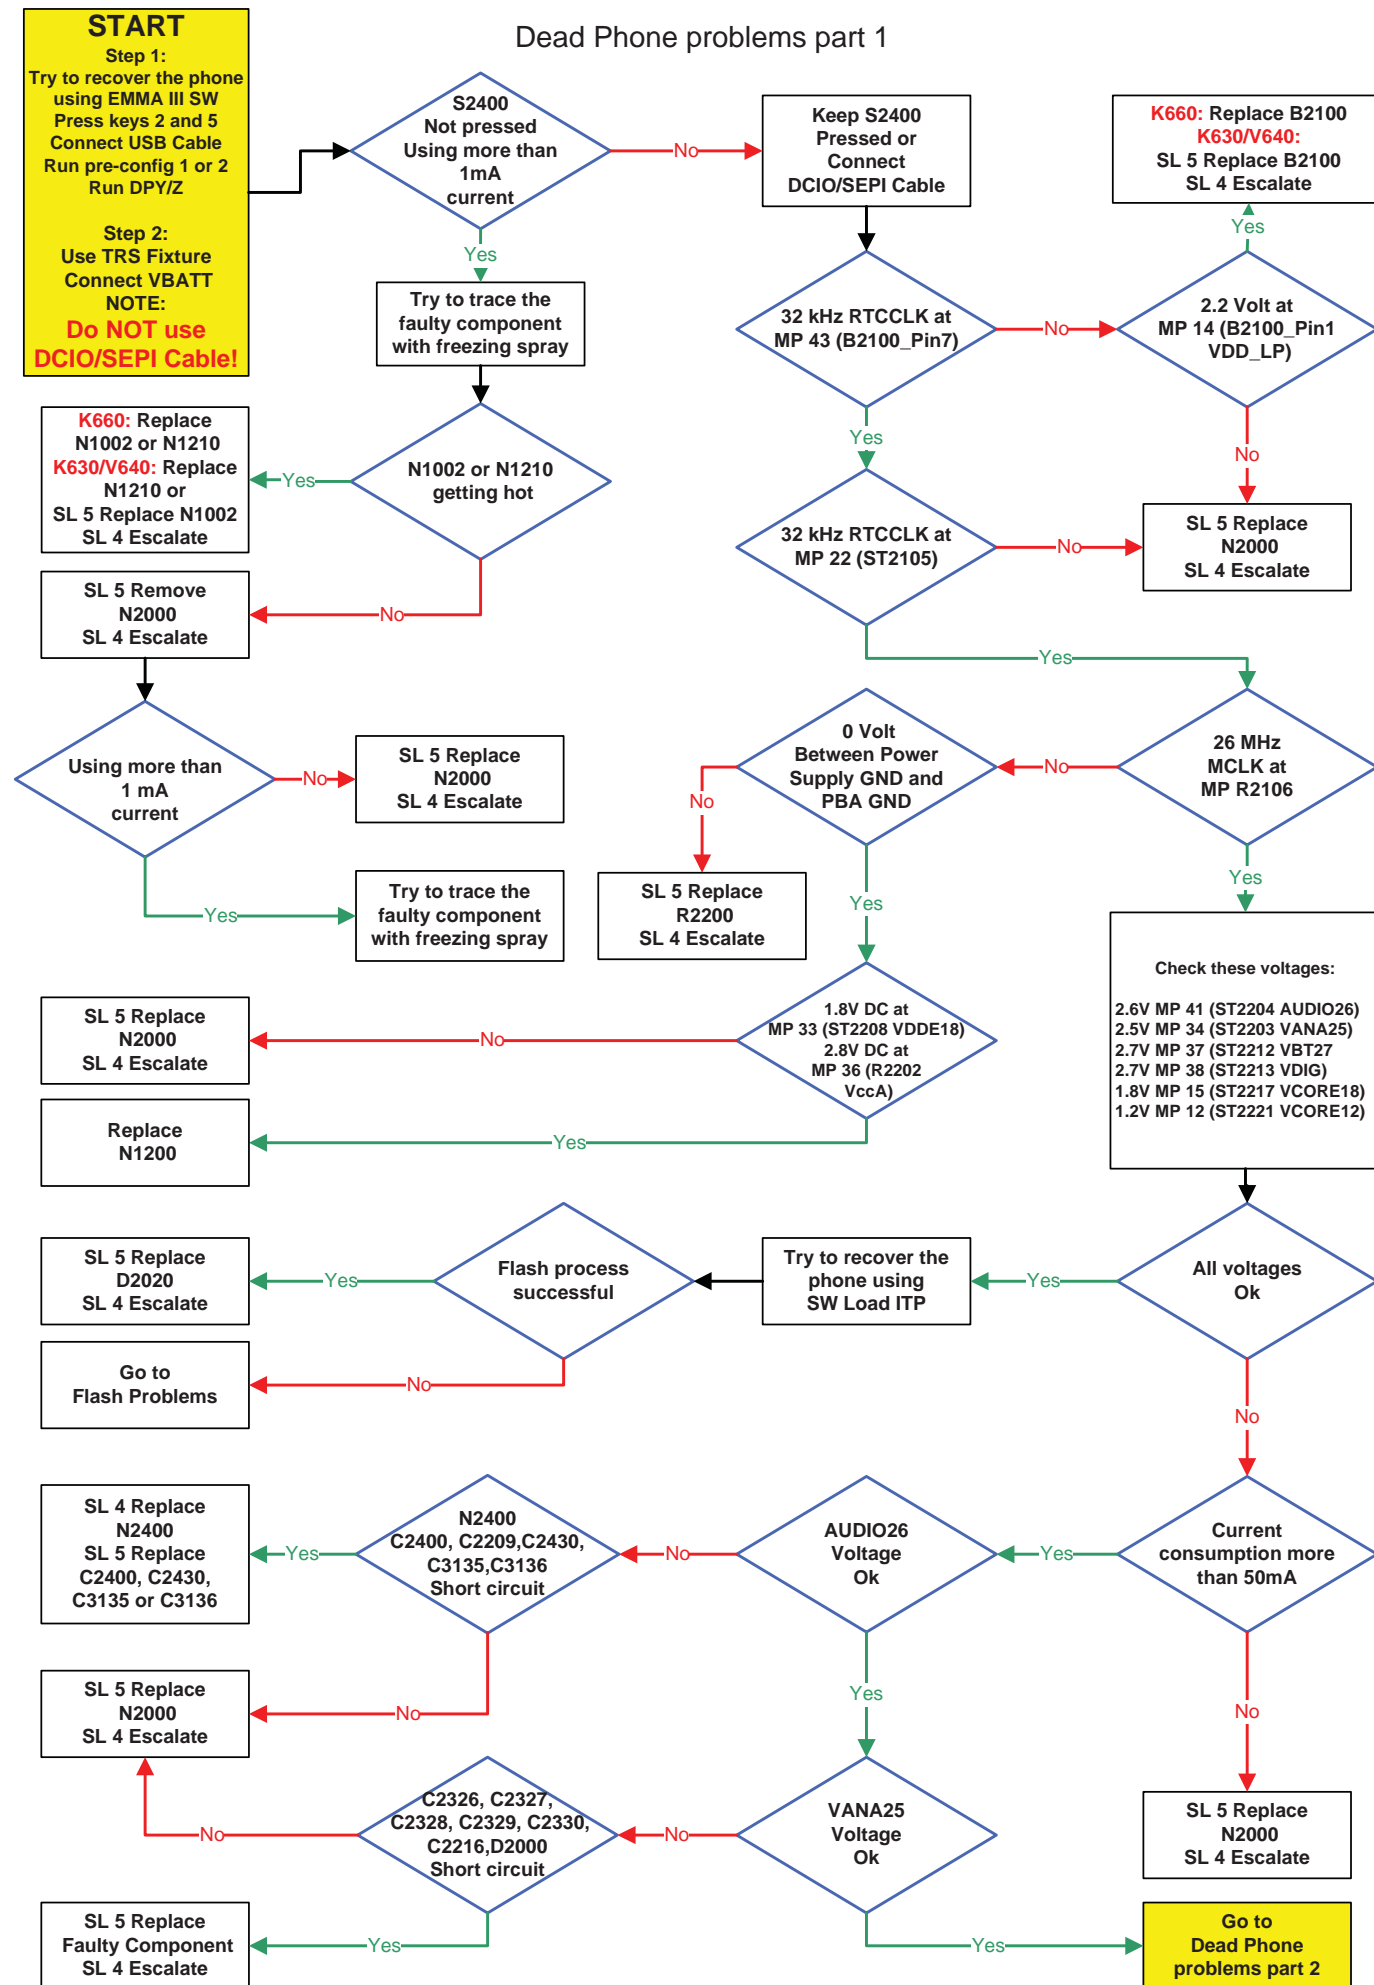 Dead Phone problems part 1
START
Step 1:
Try to recover the phone
using EMMA III SW
Press keys 2 and 5
Connect USB Cable
Run pre-config 1 or 2
Run DPY/Z
Step 2:
Use TRS Fixture
Connect VBATT
NOTE:
Do NOT use
DCIO/SEPI Cable!
S2400
Not pressed
Using more than
1mA
current
No
Keep S2400
Pressed or
Connect
DCIO/SEPI Cable
K660: Replace B2100
K630/V640:
SL 5 Replace B2100
SL 4 Escalate
Yes
Yes
Try to trace the
faulty component
with freezing spray
32 kHz RTCCLK at
MP 43 (B2100_Pin7)
No
2.2 Volt at
MP 14 (B2100_Pin1
VDD_LP)
K660: Replace
N1002 or N1210
K630/V640: Replace
N1210 or
SL 5 Replace N1002
SL 4 Escalate
Yes
N1002 or N1210
getting hot
Yes
No
32 kHz RTCCLK at
MP 22 (ST2105)
No
SL 5 Replace
N2000
SL 4 Escalate
SL 5 Remove
N2000
SL 4 Escalate
No
Yes
Using more than
1 mA
current
No
SL 5 Replace
N2000
SL 4 Escalate
0 Volt
Between Power
Supply GND and
PBA GND
No
26 MHz
MCLK at
MP R2106
No
Yes
Try to trace the
faulty component
with freezing spray
SL 5 Replace
R2200
SL 4 Escalate
Yes
Yes
Check these voltages:
2.6V MP 41 (ST2204 AUDIO26)
2.5V MP 34 (ST2203 VANA25)
2.7V MP 37 (ST2212 VBT27
2.7V MP 38 (ST2213 VDIG)
1.8V MP 15 (ST2217 VCORE18)
1.2V MP 12 (ST2221 VCORE12)
SL 5 Replace
N2000
SL 4 Escalate
No
1.8V DC at
MP 33 (ST2208 VDDE18)
2.8V DC at
MP 36 (R2202
VccA)
Replace
N1200
Yes
SL 5 Replace
D2020
SL 4 Escalate
Yes
Flash process
successful
Try to recover the
phone using
SW Load ITP
Yes
All voltages
Ok
Go to
Flash Problems
No
No
SL 4 Replace
N2400
SL 5 Replace
C2400, C2430,
C3135 or C3136
Yes
N2400
C2400, C2209,C2430,
C3135,C3136
Short circuit
No
AUDIO26
Voltage
Ok
Yes
Current
consumption more
than 50mA
SL 5 Replace
N2000
SL 4 Escalate
No
Yes
No
No
C2326, C2327,
C2328, C2329, C2330,
C2216,D2000
Short circuit
No
VANA25
Voltage
Ok
SL 5 Replace
N2000
SL 4 Escalate
SL 5 Replace
Faulty Component
SL 4 Escalate
Yes
Yes
Go to
Dead Phone
problems part 2